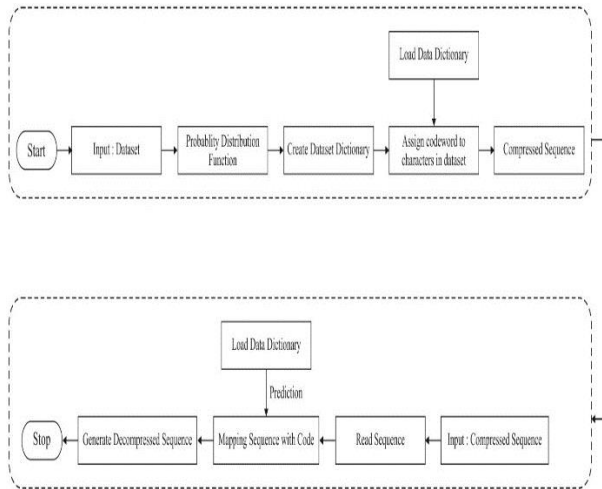 Load Data Dictionary
Start
Input : Dataset
Probablity Distribution
Function
Create Dataset Dictionary
Assign codeword to
characters in dataset
Compressed Sequence
Load Data Dictionary
Prediction
Stop
Generate Decompressed Sequence
Mapping Sequence with Code
Read Sequence
Input : Compressed Sequence